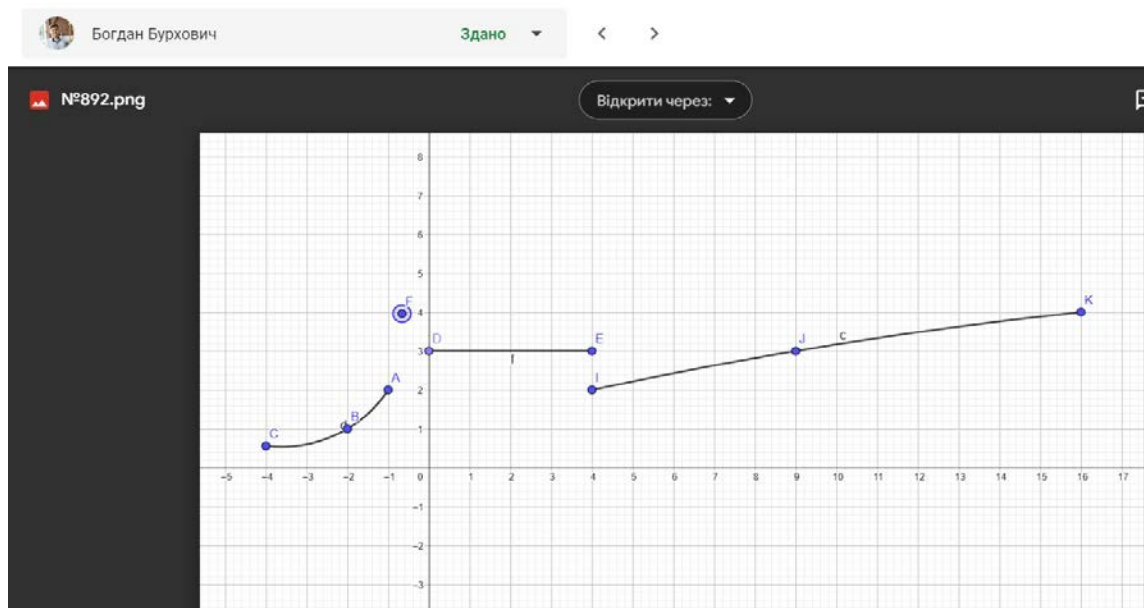 Богдан Бурхович
Здано
№892.png
Відкрити через:
8
7
6
5
F
4
K
D
E
J
c
3
f
A
I
2
B
d
C
1
-5 -4 -3 -2 -1 0 1 2 3 4 5 6 7 8 9 10 11 12 13 14 15 16 17
-1
-2
-3